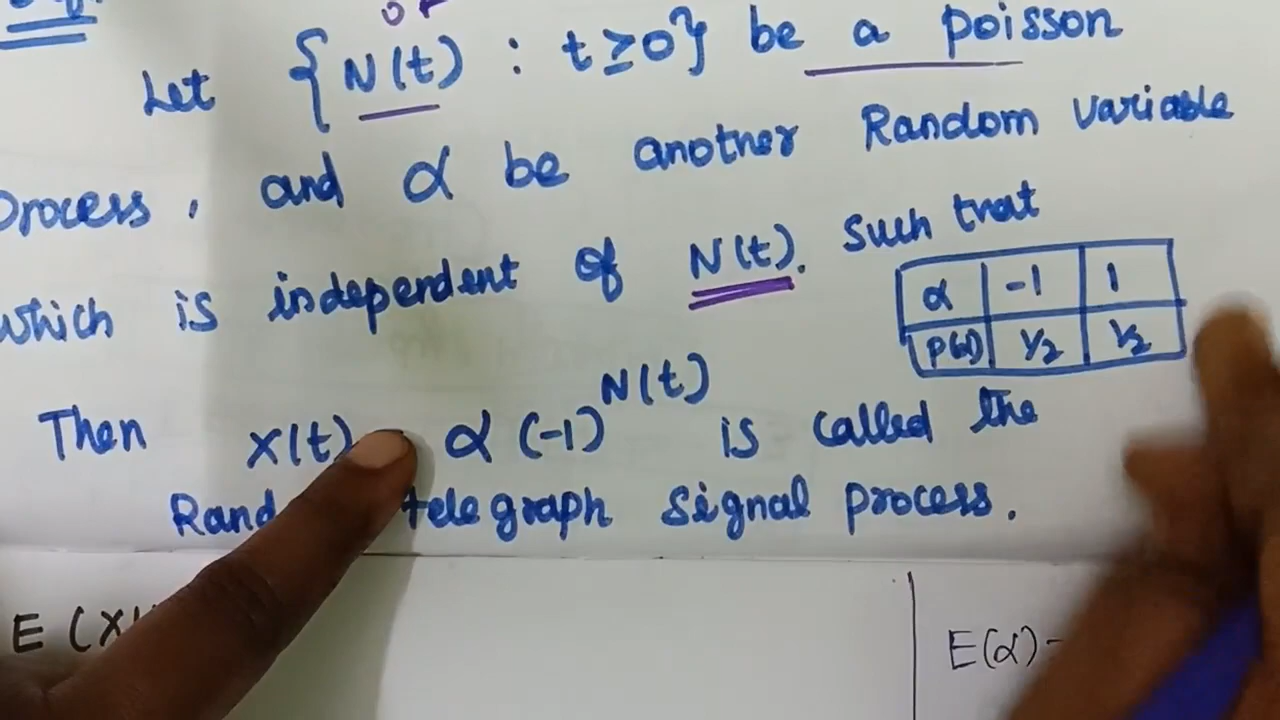 Let {N(t) : t ≥ 0} be a poisson
process, and α be another Random variable
which is independent of N(t). Such that
α -1 1
P(α) 1/2 1/2
Then X(t) α (-1)^N(t) is called the
Rand telegraph signal process.
E(X
E(α)